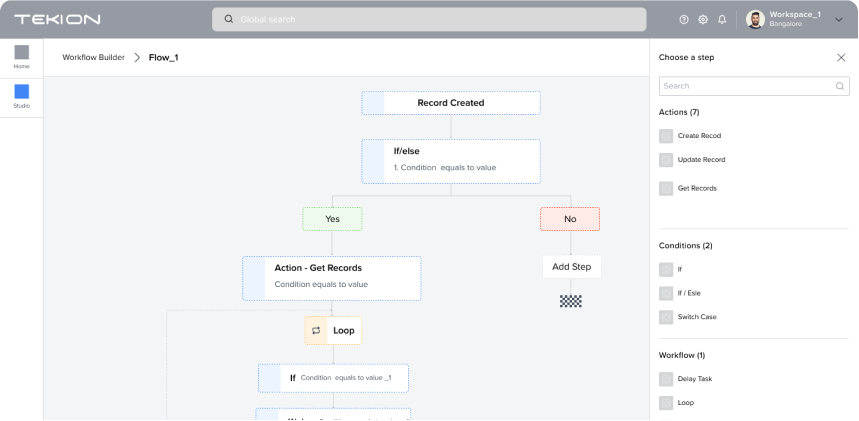 TEKION
Global search
Workspace_1
Bangalore
Home
Studio
Workflow Builder
Flow_1
Record Created
If/else
1. Condition equals to value
Yes
No
Action - Get Records
Condition equals to value
Add Step
Loop
If Condition equals to value _1
Choose a step
Search
Actions (7)
Create Recod
Update Record
Get Records
Conditions (2)
If
If / Esle
Switch Case
Workflow (1)
Delay Task
Loop